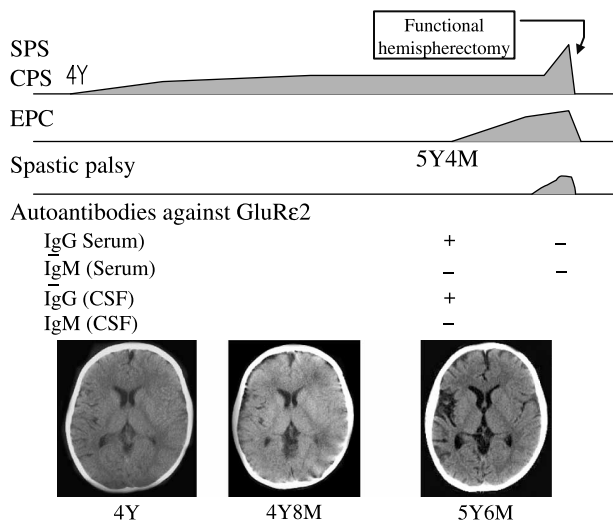 Functional
hemispherectomy
SPS
CPS
4Y
EPC
5Y4M
Spastic palsy
Autoantibodies against GluRε2
IgG Serum) + –
IgM (Serum) – –
IgG (CSF) +
IgM (CSF) –
4Y 4Y8M 5Y6M